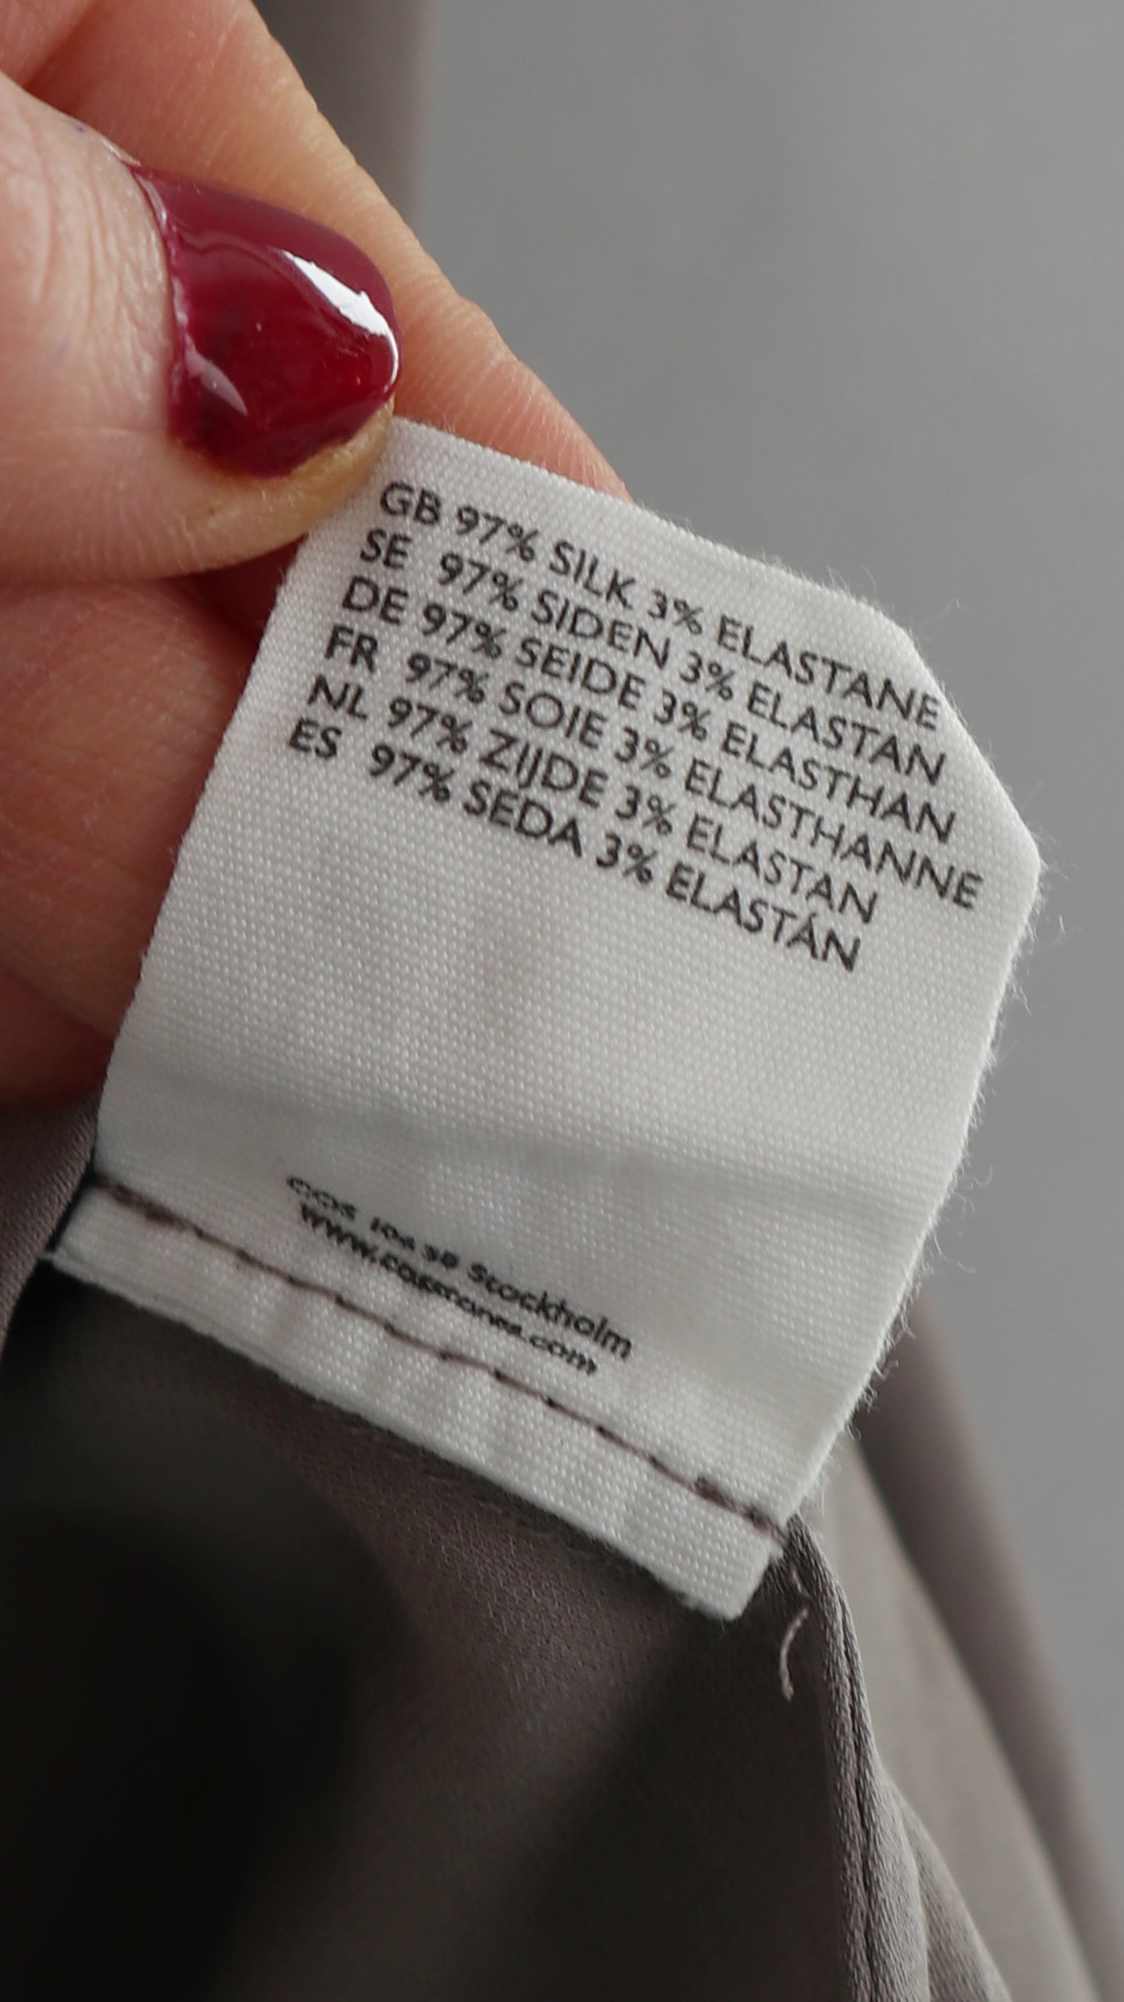 GB 97% SILK 3% ELASTANE
SE 97% SIDEN 3% ELASTAN
DE 97% SEIDE 3% ELASTHAN
FR 97% SOIE 3% ELASTHANNE
NL 97% ZIJDE 3% ELASTAN
ES 97% SEDA 3% ELASTÁN
COS 106 38 Stockholm
www.cosstores.com